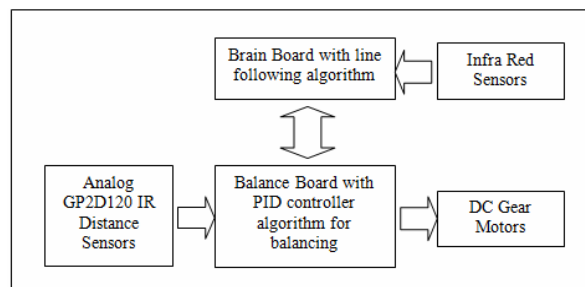 Brain Board with line
following algorithm
Infra Red
Sensors
Analog
GP2D120 IR
Distance
Sensors
Balance Board with
PID controller
algorithm for
balancing
DC Gear
Motors